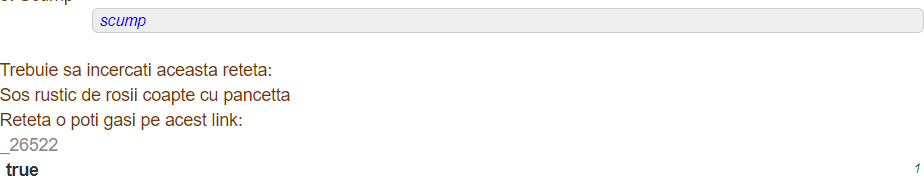 scump
Trebuie sa incercati aceasta reteta:
Sos rustic de rosii coapte cu pancetta
Reteta o poti gasi pe acest link:
_26522
true 1